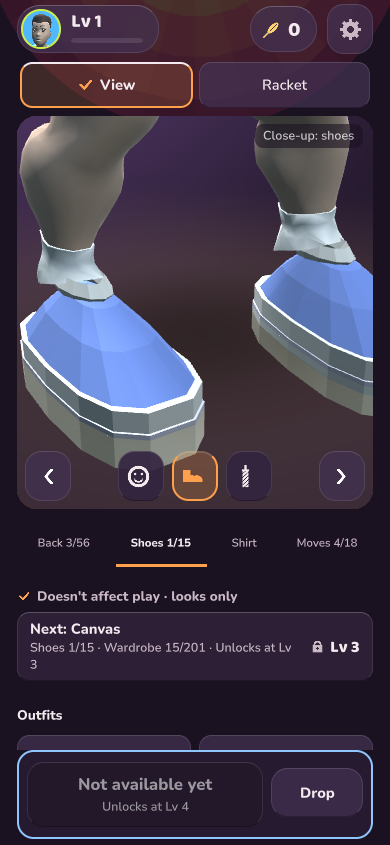 Lv 1
0
View
Racket
Close-up: shoes
Back 3/56
Shoes 1/15
Shirt
Moves 4/18
Doesn't affect play · looks only
Next: Canvas
Shoes 1/15 · Wardrobe 15/201 · Unlocks at Lv
3
Lv 3
Outfits
Not available yet
Unlocks at Lv 4
Drop